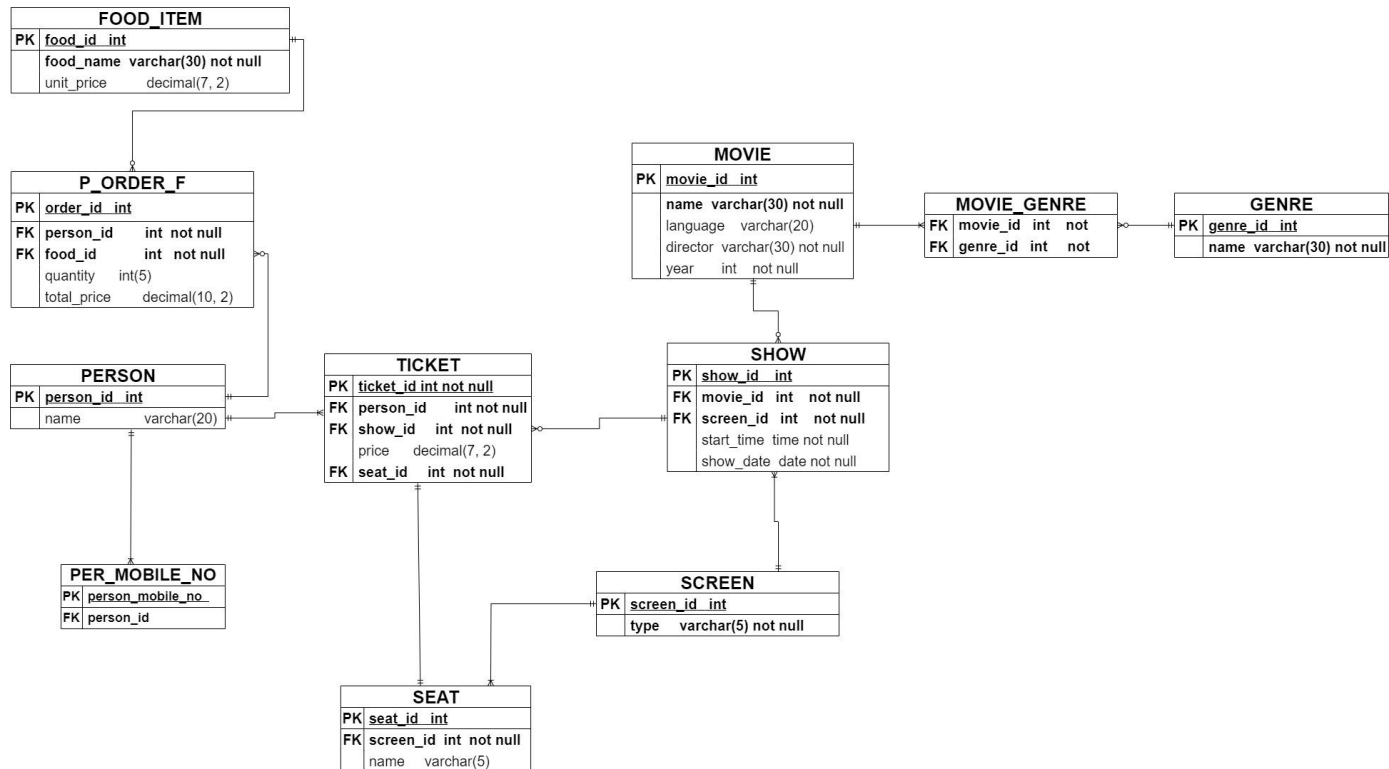 FOOD_ITEM
PK food_id int
food_name varchar(30) not null
unit_price decimal(7, 2)
P_ORDER_F
PK order_id int
FK person_id int not null
FK food_id int not null
quantity int(5)
total_price decimal(10, 2)
PERSON
PK person_id int
name varchar(20)
PER_MOBILE_NO
PK person_mobile_no
FK person_id
TICKET
PK ticket_id int not null
FK person_id int not null
FK show_id int not null
price decimal(7, 2)
FK seat_id int not null
SEAT
PK seat_id int
FK screen_id int not null
name varchar(5)
MOVIE
PK movie_id int
name varchar(30) not null
language varchar(20)
director varchar(30) not null
year int not null
SHOW
PK show_id int
FK movie_id int not null
FK screen_id int not null
start_time time not null
show_date date not null
SCREEN
PK screen_id int
type varchar(5) not null
MOVIE_GENRE
FK movie_id int not
FK genre_id int not
GENRE
PK genre_id int
name varchar(30) not null